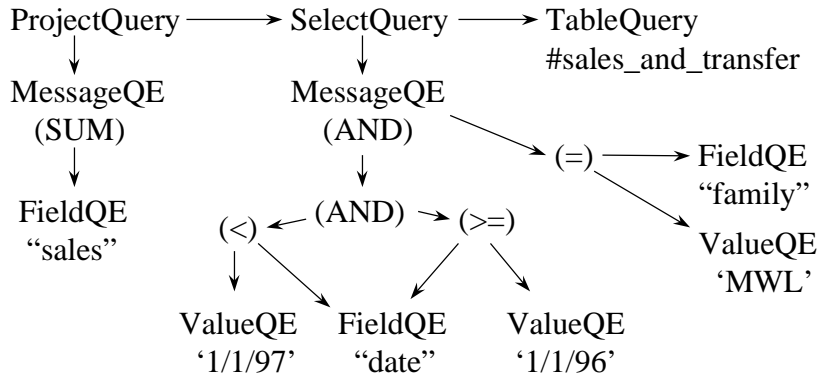 ProjectQuery SelectQuery TableQuery
#sales_and_transfer
MessageQE
(SUM)
MessageQE
(AND)
(=)
FieldQE
“family”
FieldQE
“sales”
(<)
(AND)
(>=)
ValueQE
‘MWL’
ValueQE
‘1/1/97’
FieldQE
“date”
ValueQE
‘1/1/96’